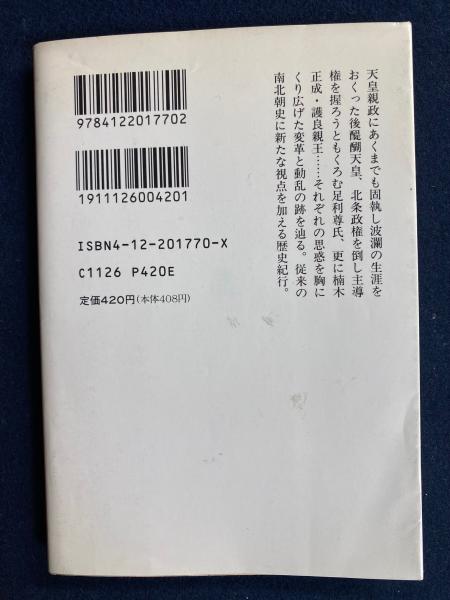 天皇親政にあくまでも固執し波瀾の生涯を
おくった後醍醐天皇、北条政権を倒し主導
権を握ろうともくろむ足利尊氏、更に楠木
正成・護良親王……それぞれの思惑を胸に
くり広げた変革と動乱の跡を辿る。従来の
南北朝史に新たな視点を加える歴史紀行。
9784122017702
1911126004201
ISBN4-12-201770-X
C1126 P420E
定価420円(本体408円)